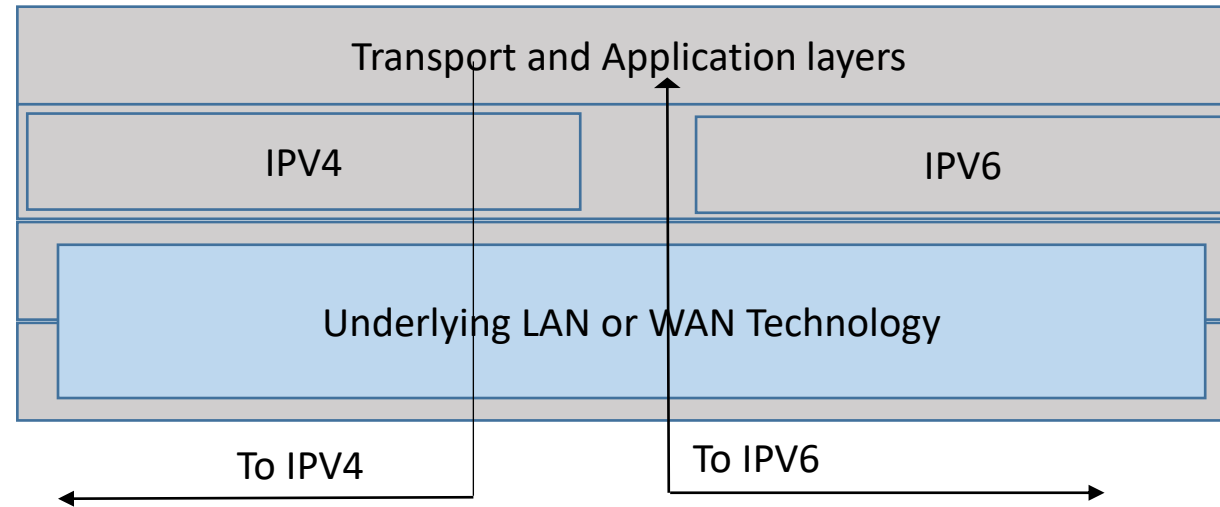 Transport and Application layers
IPV4
IPV6
Underlying LAN or WAN Technology
To IPV4
To IPV6